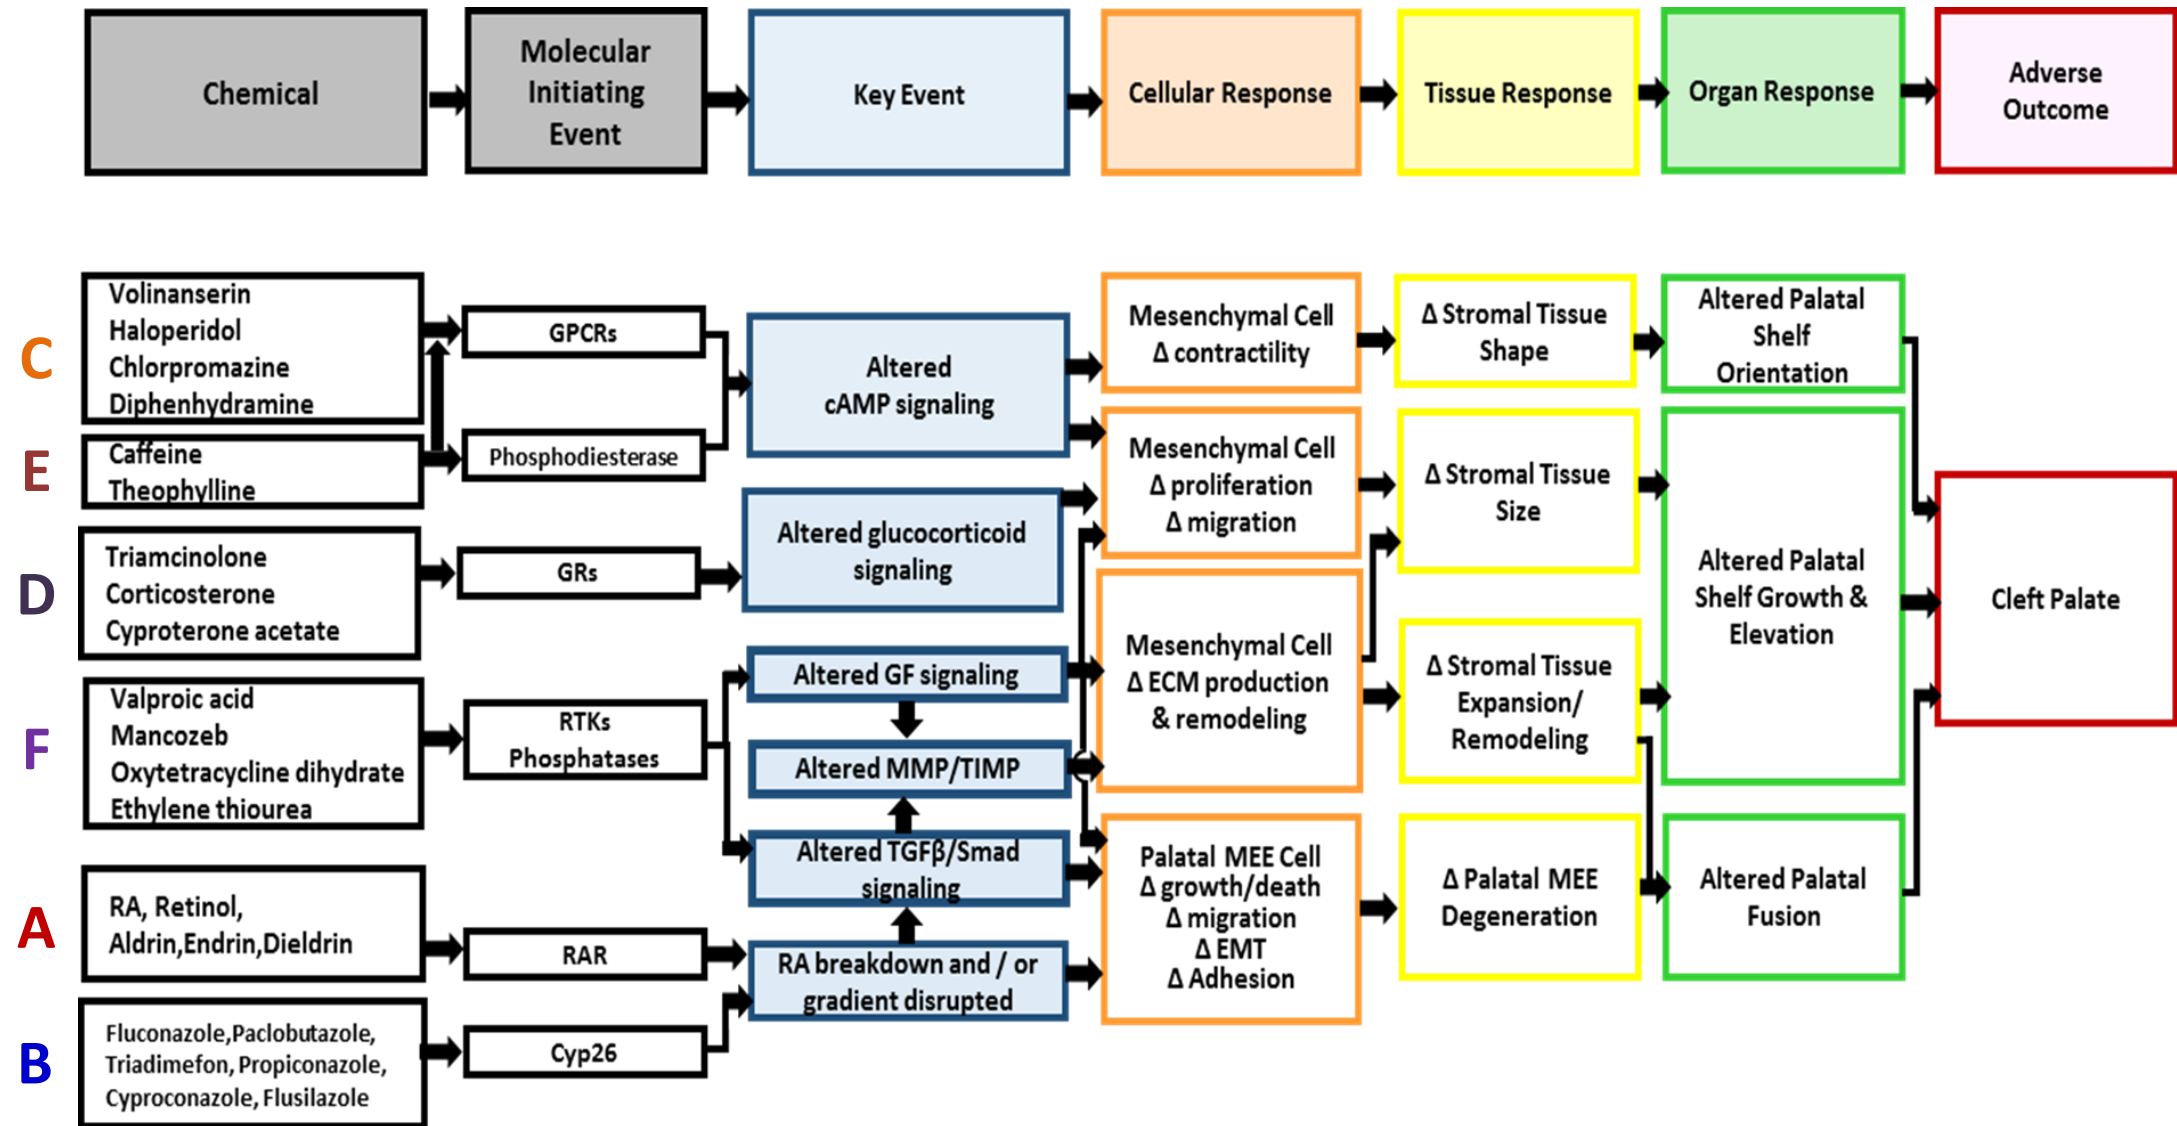 Chemical
Molecular
Initiating
Event
Key Event
Cellular Response
Tissue Response
Organ Response
Adverse
Outcome
C
Volinanserin
Haloperidol
Chlorpromazine
Diphenhydramine
GPCRs
E
Caffeine
Theophylline
Phosphodiesterase
Altered
cAMP signaling
Mesenchymal Cell
Δ contractility
Δ Stromal Tissue
Shape
Altered Palatal
Shelf
Orientation
Mesenchymal Cell
Δ proliferation
Δ migration
Δ Stromal Tissue
Size
D
Triamcinolone
Corticosterone
Cyproterone acetate
GRs
Altered glucocorticoid
signaling
Altered Palatal
Shelf Growth &
Elevation
Cleft Palate
F
Valproic acid
Mancozeb
Oxytetracycline dihydrate
Ethylene thiourea
RTKs
Phosphatases
Altered GF signaling
Altered MMP/TIMP
Altered TGFβ/Smad
signaling
Mesenchymal Cell
Δ ECM production
& remodeling
Δ Stromal Tissue
Expansion/
Remodeling
A
RA, Retinol,
Aldrin,Endrin,Dieldrin
RAR
RA breakdown and / or
gradient disrupted
Palatal MEE Cell
Δ growth/death
Δ migration
Δ EMT
Δ Adhesion
Δ Palatal MEE
Degeneration
Altered Palatal
Fusion
B
Fluconazole,Paclobutazole,
Triadimefon, Propiconazole,
Cyproconazole, Flusilazole
Cyp26